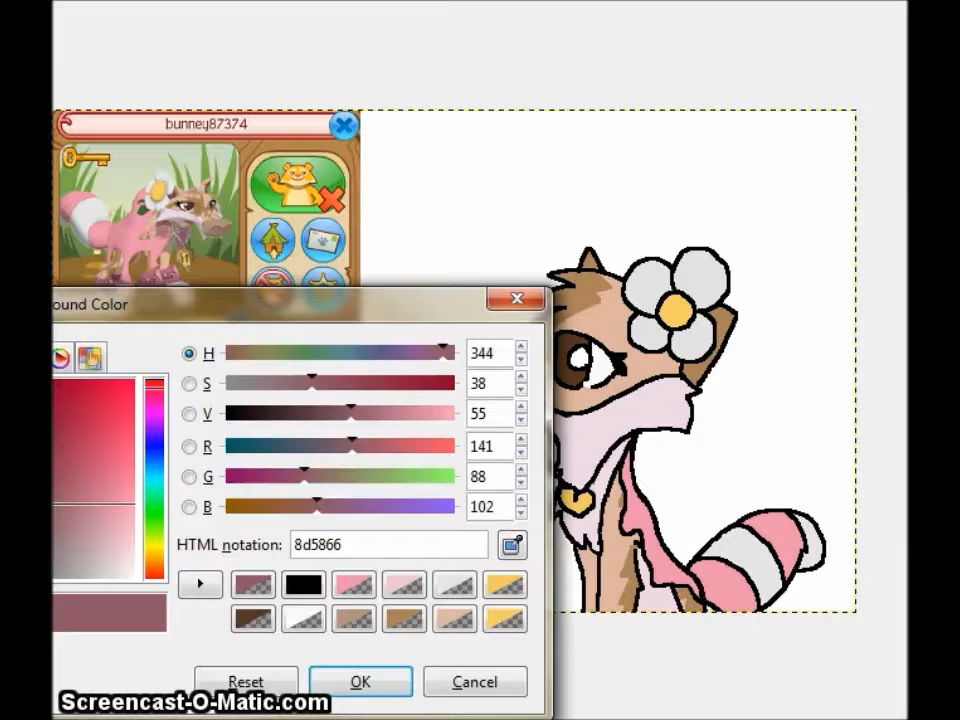 bunney87374
ound Color
H 344
S 38
V 55
R 141
G 88
B 102
HTML notation: 8d5866
Reset OK Cancel
Screencast-O-Matic.com